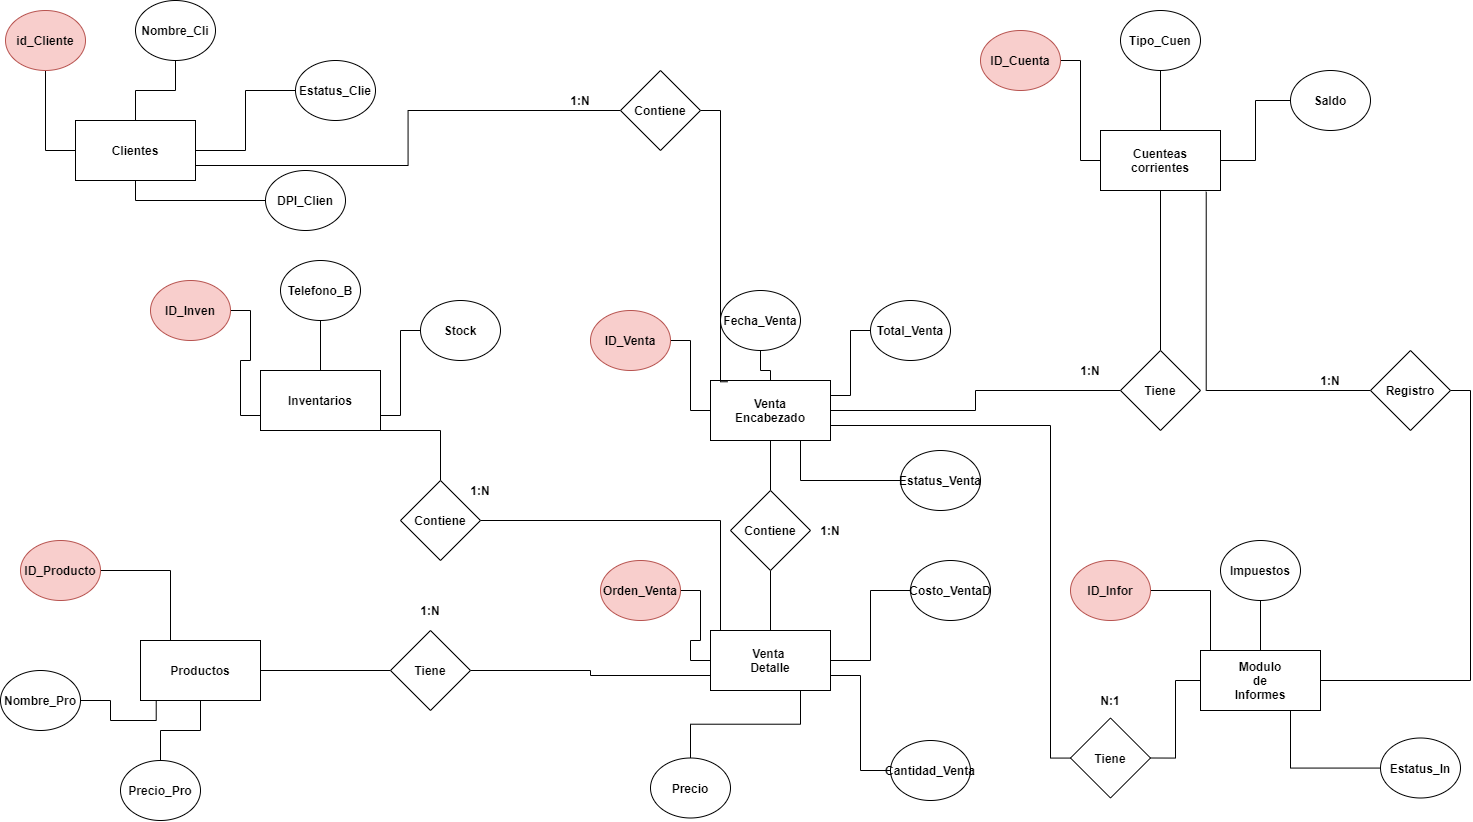 id_Cliente
Nombre_Cli
Estatus_Clie
Clientes
DPI_Clien
1:N
Contiene
ID_Cuenta
Tipo_Cuen
Saldo
Cuenteas
corrientes
ID_Inven
Telefono_B
Stock
Inventarios
ID_Venta
Fecha_Venta
Total_Venta
Venta
Encabezado
Estatus_Venta
1:N
Tiene
1:N
Registro
Contiene
1:N
Contiene
1:N
ID_Producto
Productos
Nombre_Pro
Precio_Pro
1:N
Tiene
Orden_Venta
Costo_VentaD
Venta
Detalle
Precio
Cantidad_Venta
ID_Infor
Impuestos
Modulo
de
Informes
N:1
Tiene
Estatus_In